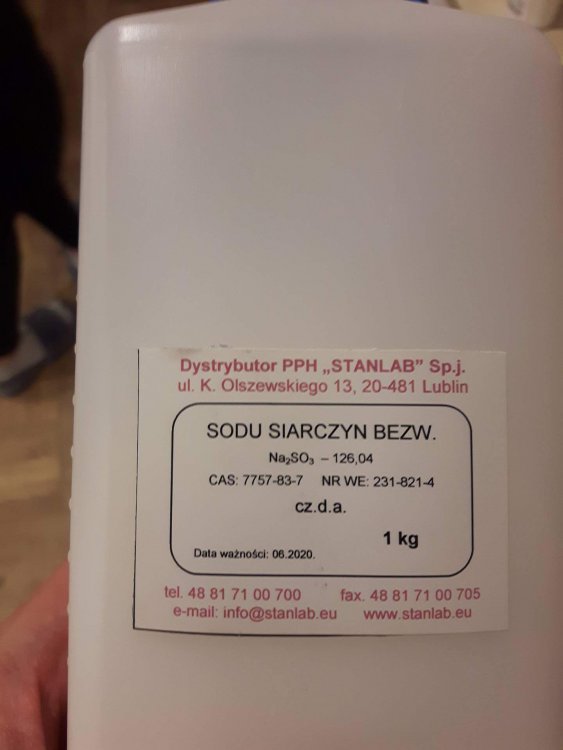 Dystrybutor PPH „STANLAB” Sp.j.
ul. K. Olszewskiego 13, 20-481 Lublin
SODU SIARCZYN BEZW.
Na₂SO₃ – 126,04
CAS: 7757-83-7 NR WE: 231-821-4
cz.d.a.
1 kg
Data ważności: 06.2020.
tel. 48 81 71 00 700 fax. 48 81 71 00 705
e-mail: info@stanlab.eu www.stanlab.eu